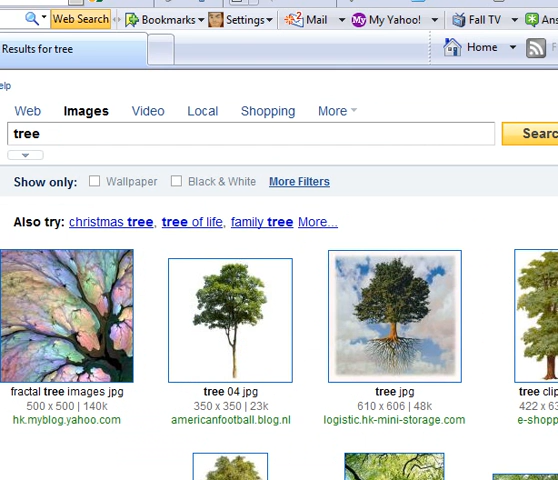 Web Search Bookmarks Settings Mail My Yahoo! Fall TV
Results for tree Home
elp
Web Images Video Local Shopping More
tree
Show only: Wallpaper Black & White More Filters
Also try: christmas tree, tree of life, family tree More...
fractal tree images jpg
500 x 500 | 140k
hk.myblog.yahoo.com
tree 04 jpg
350 x 350 | 23k
americanfootball.blog.nl
tree jpg
610 x 606 | 48k
logistic.hk-mini-storage.com
tree clip
422 x 63
e-shopp